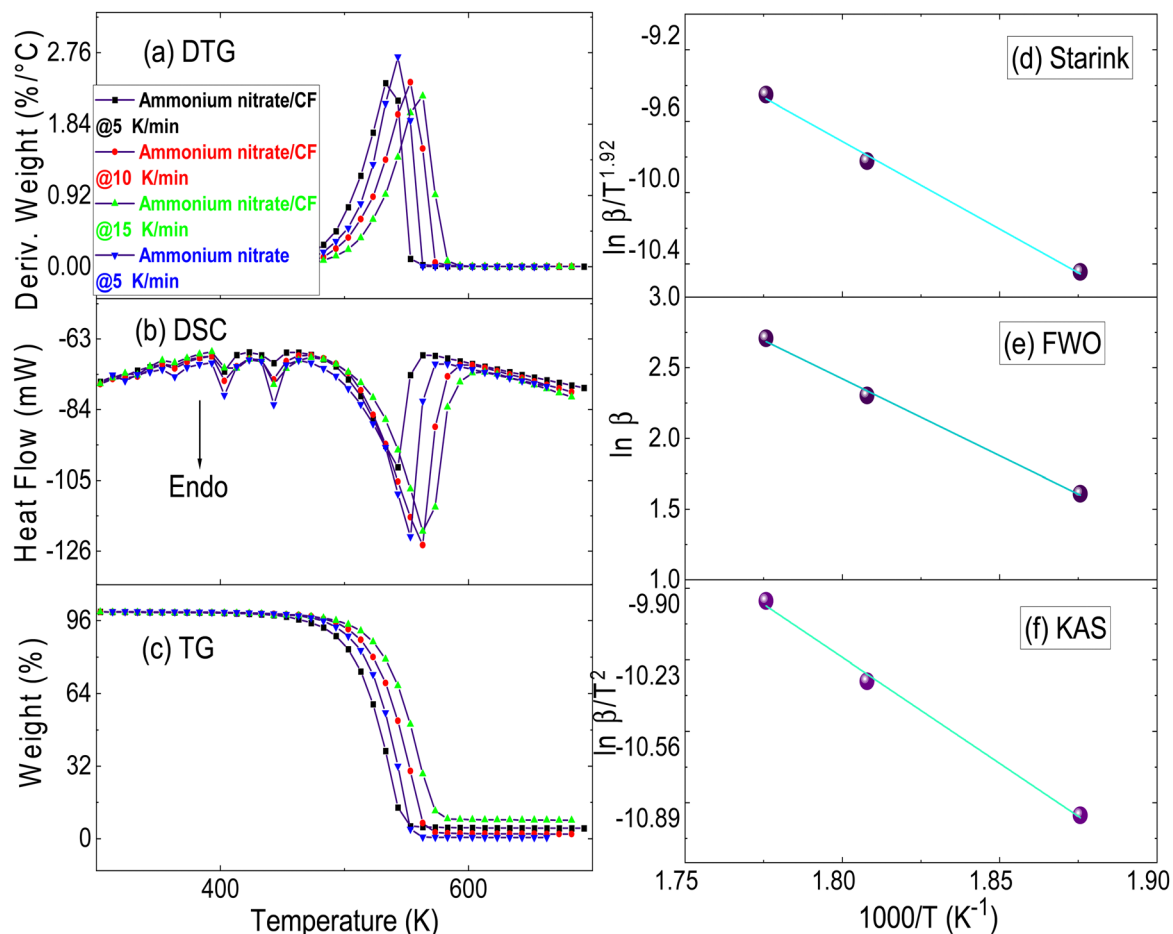 (a) DTG
Deriv. Weight (%/°C)
2.76
1.84
0.92
0.00
Ammonium nitrate/CF
@5 K/min
Ammonium nitrate/CF
@10 K/min
Ammonium nitrate/CF
@15 K/min
Ammonium nitrate
@5 K/min
(b) DSC
Heat Flow (mW)
-63
-84
-105
-126
Endo
(c) TG
Weight (%)
96
64
32
0
400
600
Temperature (K)
(d) Starink
ln β/T^1.92
-9.2
-9.6
-10.0
-10.4
(e) FWO
ln β
3.0
2.5
2.0
1.5
1.0
(f) KAS
ln β/T²
-9.90
-10.23
-10.56
-10.89
1.75
1.80
1.85
1.90
1000/T (K⁻¹)